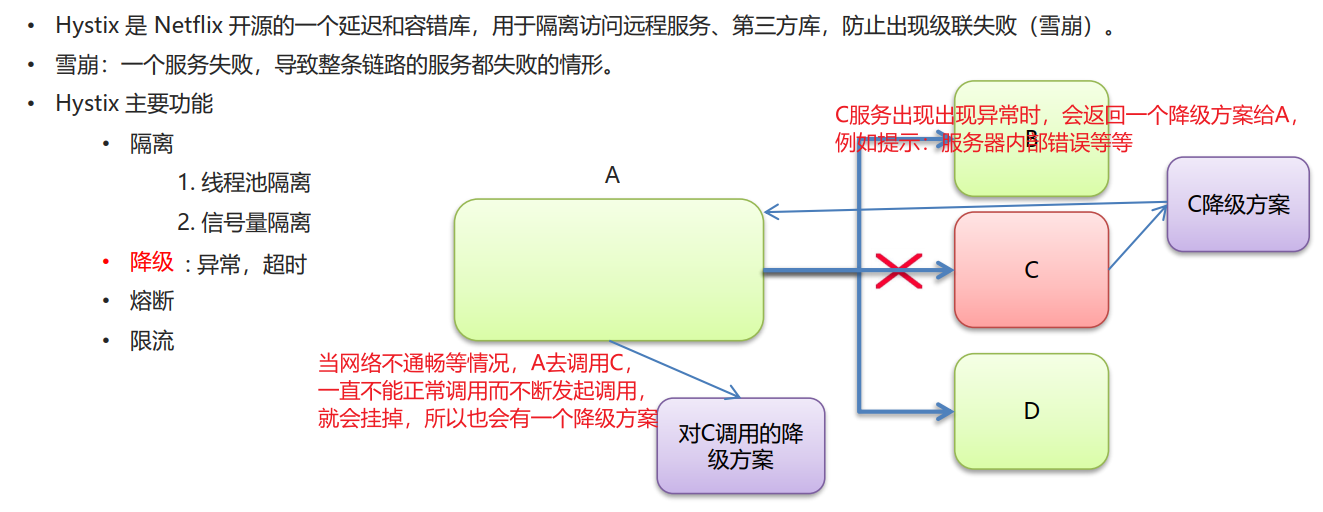 • Hystix 是 Netflix 开源的一个延迟和容错库，用于隔离访问远程服务、第三方库，防止出现级联失败（雪崩）。
• 雪崩：一个服务失败，导致整条链路的服务都失败的情形。
• Hystix 主要功能
• 隔离
1. 线程池隔离
2. 信号量隔离
• 降级 : 异常，超时
• 熔断
• 限流
A
C服务出现出现异常时，会返回一个降级方案给A，
例如提示：服务器内部错误等等
B
C降级方案
C
当网络不通畅等情况，A去调用C，
一直不能正常调用而不断发起调用，
就会挂掉，所以也会有一个降级方案
对C调用的降
级方案
D